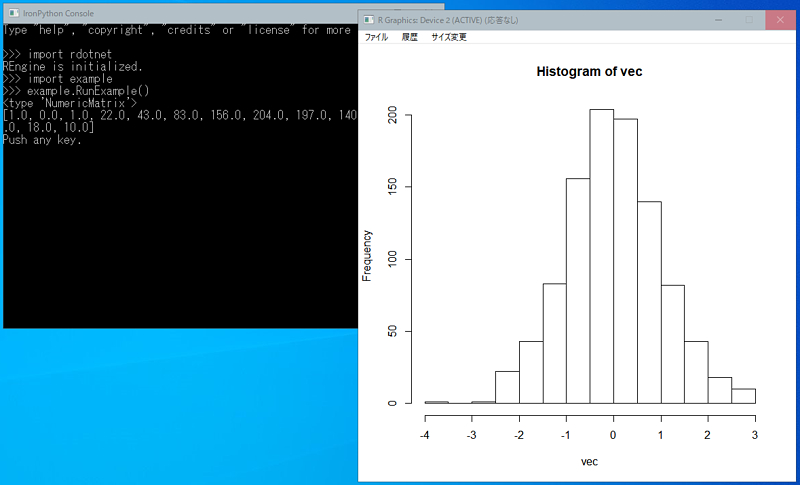 IronPython Console
Type "help", "copyright", "credits" or "license" for more
>>> import rdotnet
REngine is initialized.
>>> import example
>>> example.RunExample()
<type 'NumericMatrix'>
[1.0, 0.0, 1.0, 22.0, 43.0, 83.0, 156.0, 204.0, 197.0, 140
.0, 18.0, 10.0]
Push any key.
R Graphics: Device 2 (ACTIVE) (応答なし)
ファイル 履歴 サイズ変更
Histogram of vec
Frequency
200
150
100
50
0
-4 -3 -2 -1 0 1 2 3
vec